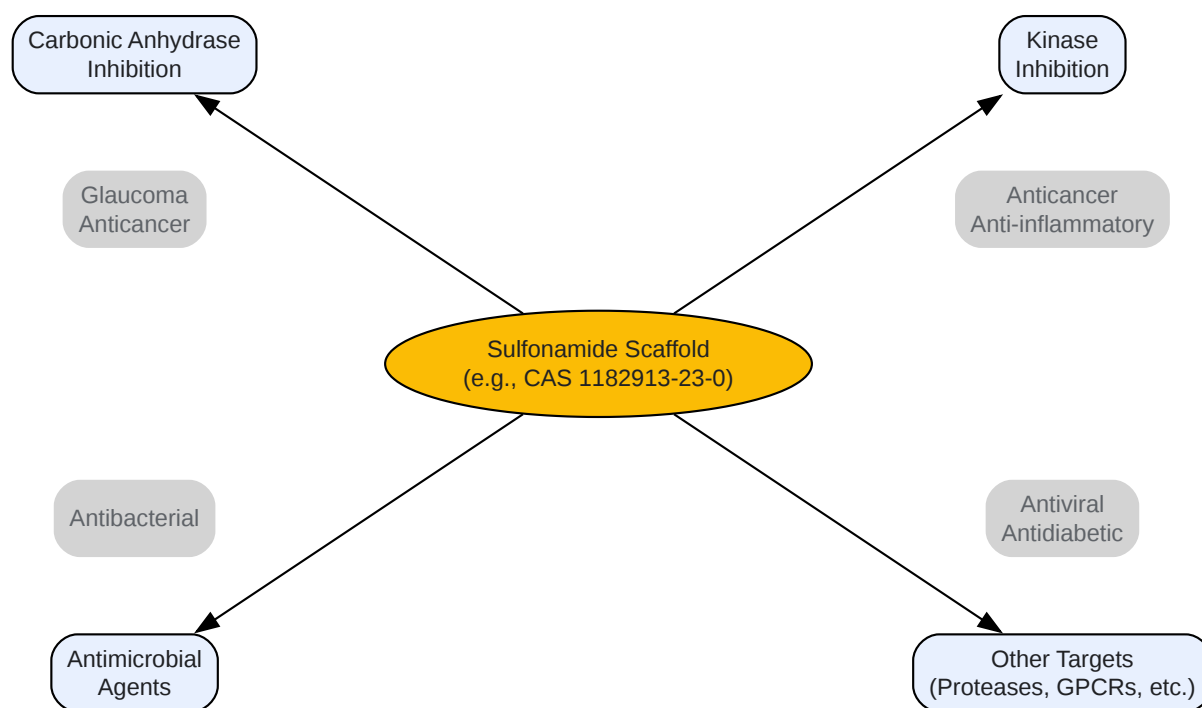 Carbonic Anhydrase
Inhibition
Kinase
Inhibition
Glaucoma
Anticancer
Anticancer
Anti-inflammatory
Sulfonamide Scaffold
(e.g., CAS 1182913-23-0)
Antibacterial
Antiviral
Antidiabetic
Antimicrobial
Agents
Other Targets
(Proteases, GPCRs, etc.)